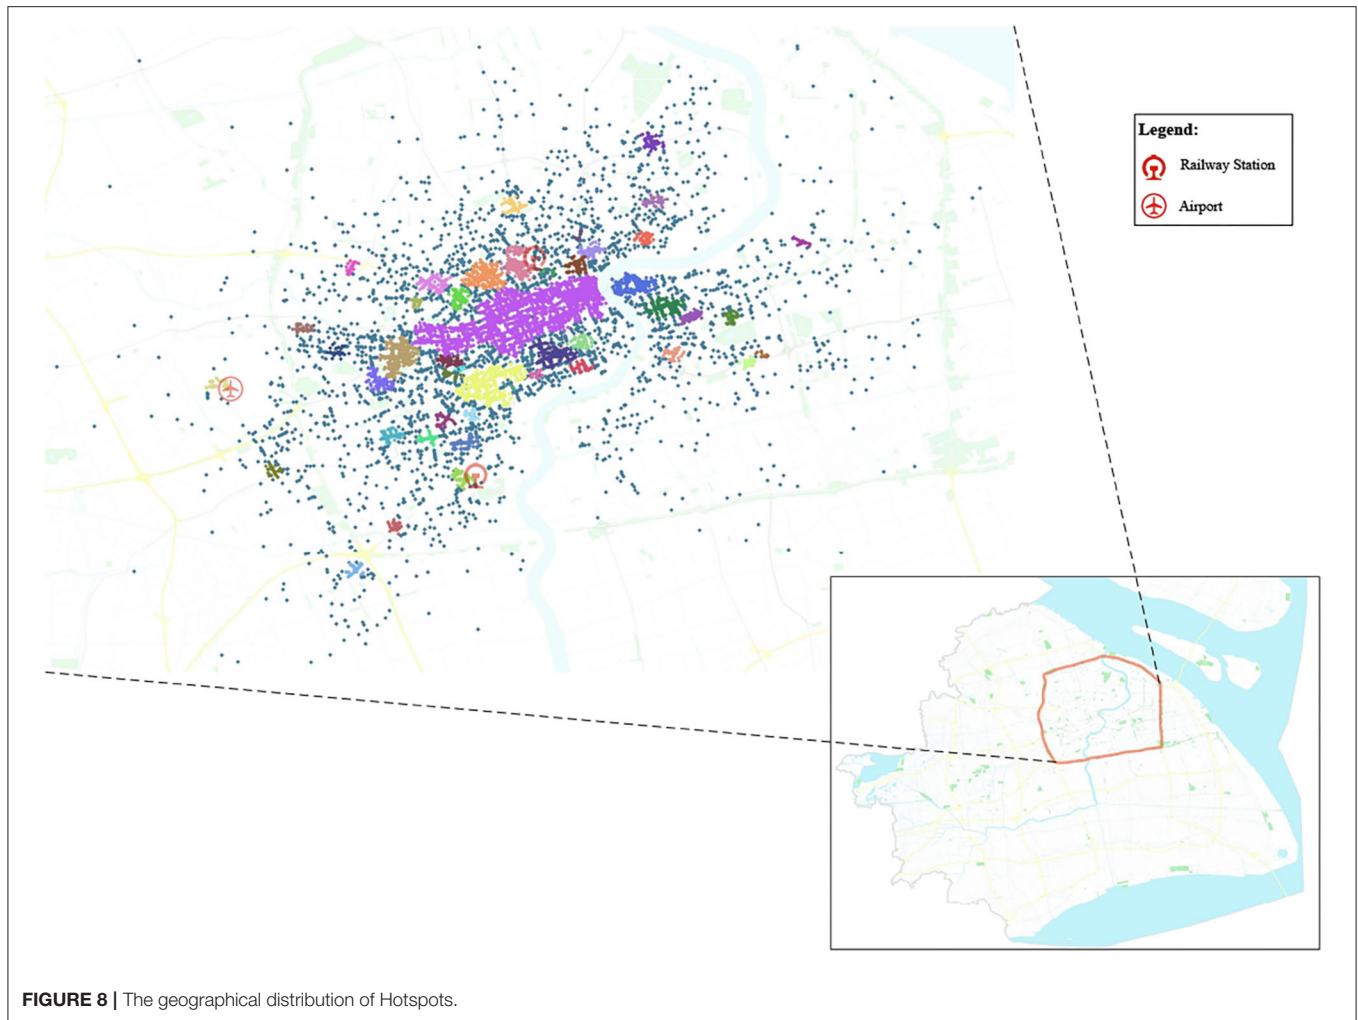 Legend:
Railway Station
Airport
FIGURE 8 | The geographical distribution of Hotspots.